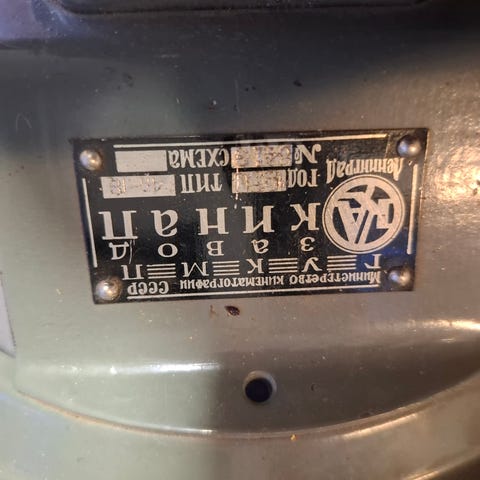 Министерство кинематографии СССР
Г У К М П
ЗАВОД
КИНАП
Ленинград ГОД ТИП
№ СХЕМА